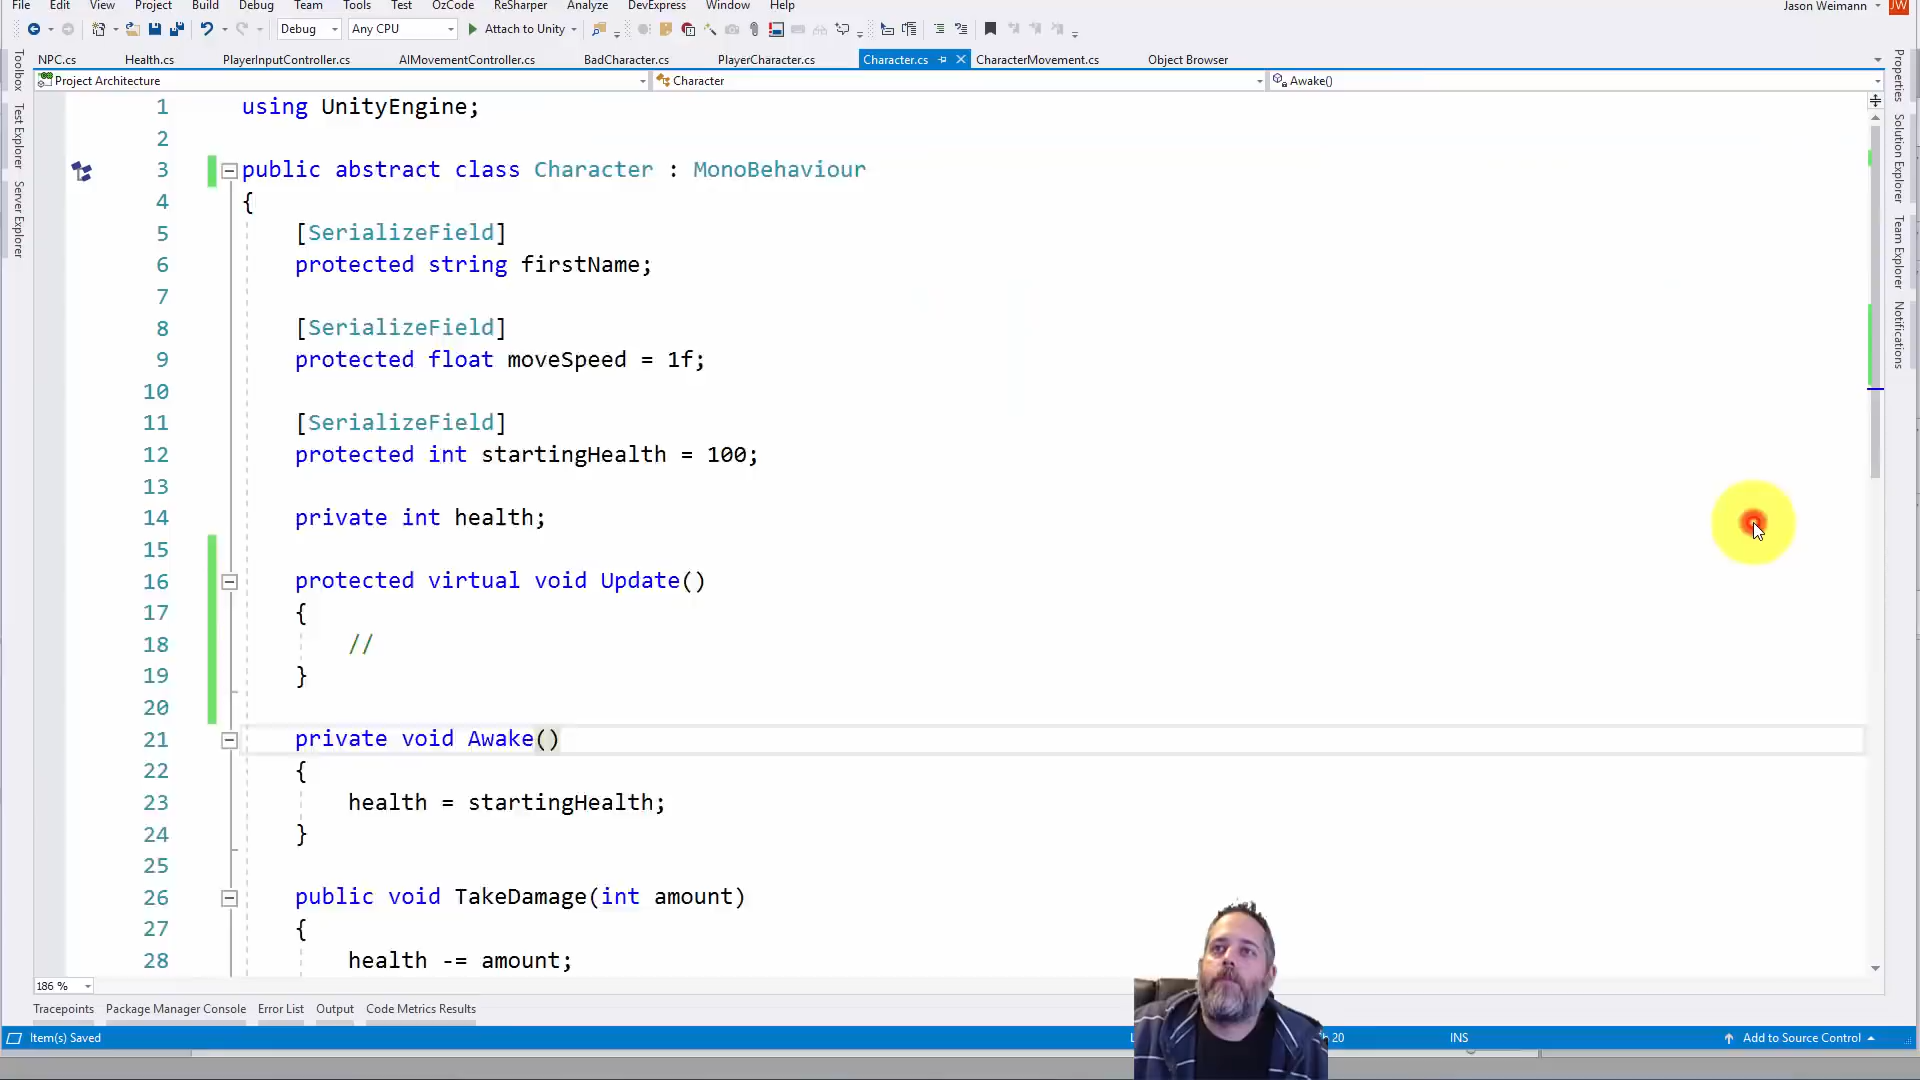 File Edit View Project Build Debug Team Tools Test OzCode ReSharper Analyze DevExpress Window Help Jason Weimann JW
Debug Any CPU Attach to Unity
NPC.cs Health.cs PlayerInputController.cs AIMovementController.cs BadCharacter.cs PlayerCharacter.cs Character.cs CharacterMovement.cs Object Browser
Project Architecture Character Awake()
Toolbox
Test Explorer
Server Explorer
1 using UnityEngine;
2
3 public abstract class Character : MonoBehaviour
4 {
5 [SerializeField]
6 protected string firstName;
7
8 [SerializeField]
9 protected float moveSpeed = 1f;
10
11 [SerializeField]
12 protected int startingHealth = 100;
13
14 private int health;
15
16 protected virtual void Update()
17 {
18 //
19 }
20
21 private void Awake()
22 {
23 health = startingHealth;
24 }
25
26 public void TakeDamage(int amount)
27 {
28 health -= amount;
Properties
Solution Explorer
Team Explorer
Notifications
186 %
Tracepoints Package Manager Console Error List Output Code Metrics Results
Item(s) Saved 20 INS Add to Source Control